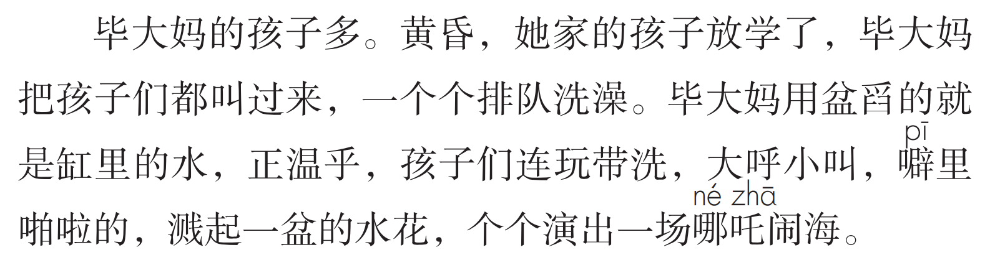 毕大妈的孩子多。黄昏，她家的孩子放学了，毕大妈
把孩子们都叫过来，一个个排队洗澡。毕大妈用盆舀的就
pī
是缸里的水，正温乎，孩子们连玩带洗，大呼小叫，噼里
né zhā
啪啦的，溅起一盆的水花，个个演出一场哪吒闹海。